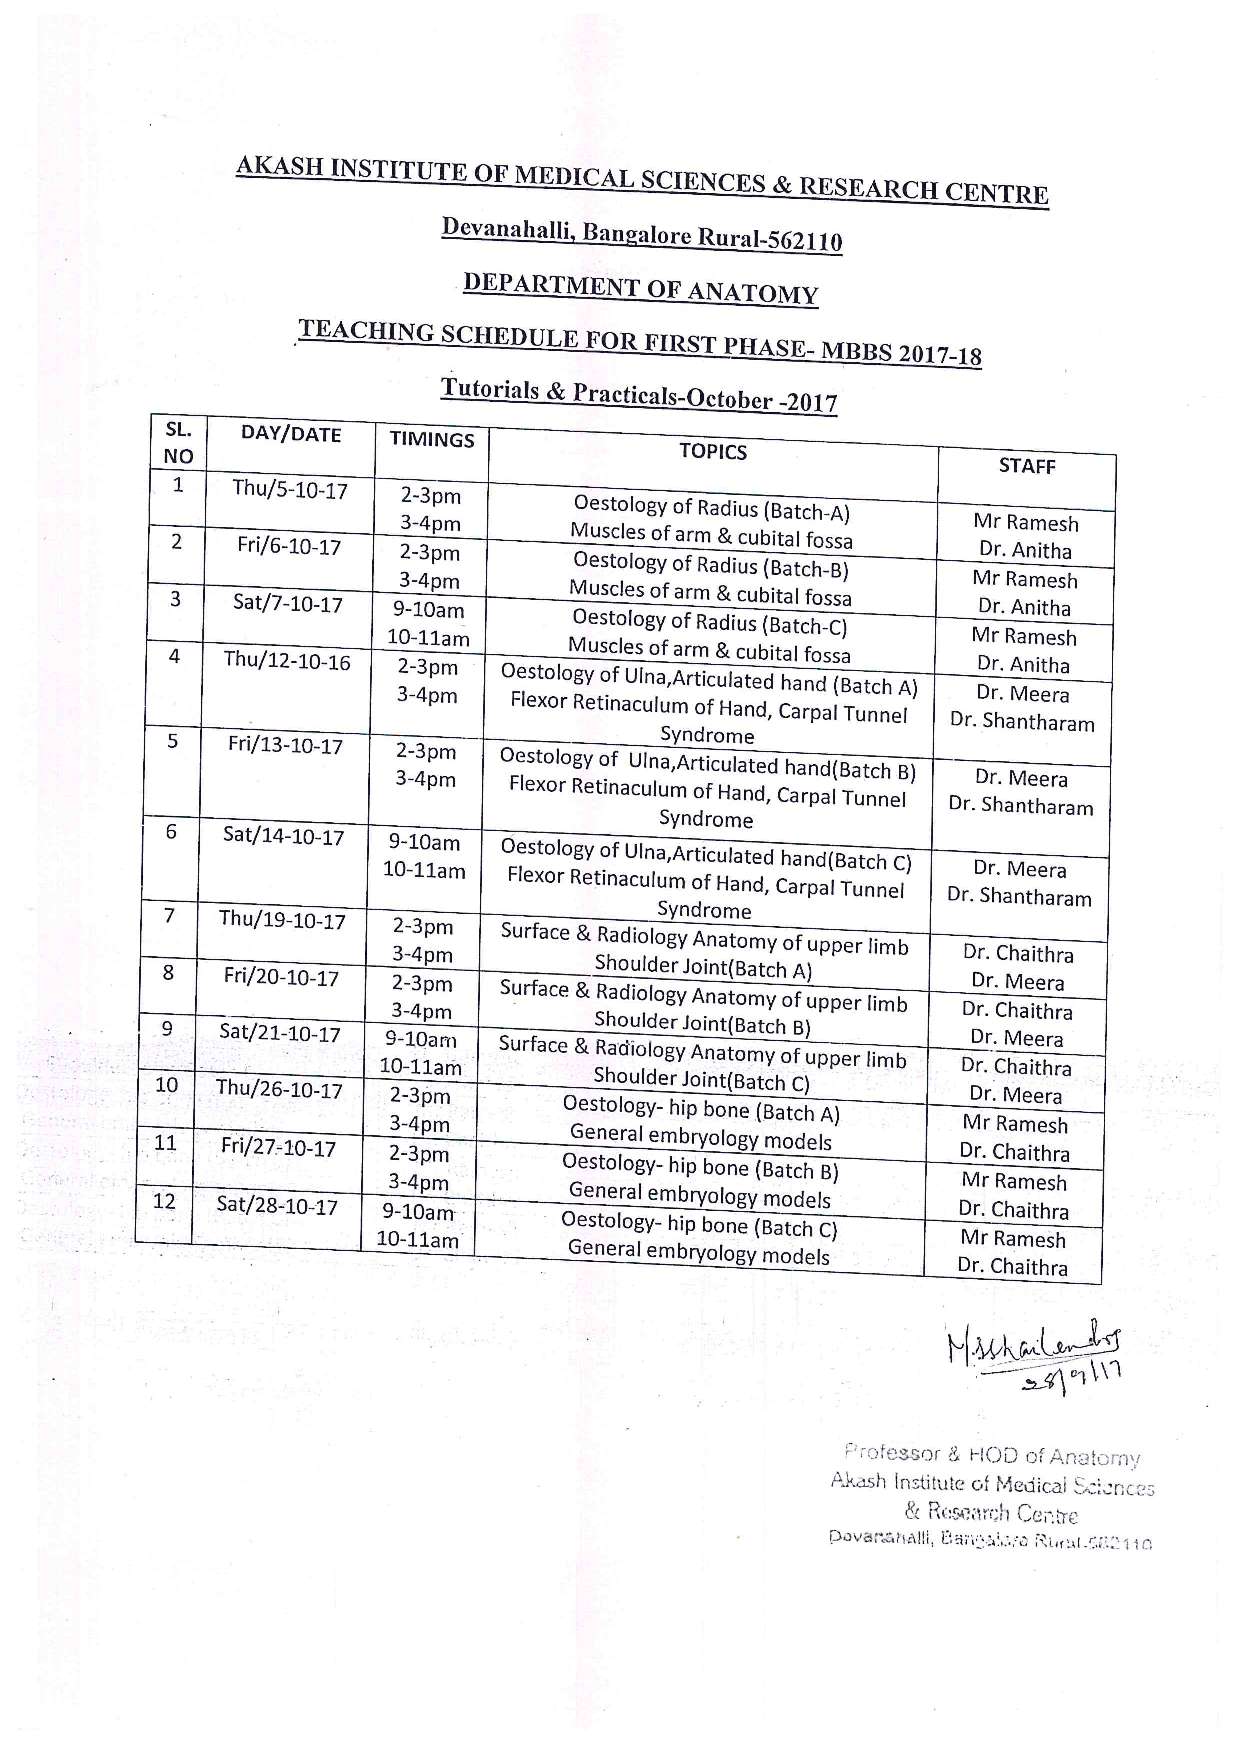 AKASH INSTITUTE OF MEDICAL SCIENCES & RESEARCH CENTRE
Devanahalli, Bangalore Rural-562110
DEPARTMENT OF ANATOMY
TEACHING SCHEDULE FOR FIRST PHASE- MBBS 2017-18
Tutorials & Practicals-October -2017
SL. NO DAY/DATE TIMINGS TOPICS STAFF
1 Thu/5-10-17 2-3pm Oestology of Radius (Batch-A) Mr Ramesh
3-4pm Muscles of arm & cubital fossa Dr. Anitha
2 Fri/6-10-17 2-3pm Oestology of Radius (Batch-B) Mr Ramesh
3-4pm Muscles of arm & cubital fossa Dr. Anitha
3 Sat/7-10-17 9-10am Oestology of Radius (Batch-C) Mr Ramesh
10-11am Muscles of arm & cubital fossa Dr. Anitha
4 Thu/12-10-16 2-3pm Oestology of Ulna,Articulated hand (Batch A) Dr. Meera
3-4pm Flexor Retinaculum of Hand, Carpal Tunnel Dr. Shantharam
Syndrome
5 Fri/13-10-17 2-3pm Oestology of Ulna,Articulated hand(Batch B) Dr. Meera
3-4pm Flexor Retinaculum of Hand, Carpal Tunnel Dr. Shantharam
Syndrome
6 Sat/14-10-17 9-10am Oestology of Ulna,Articulated hand(Batch C) Dr. Meera
10-11am Flexor Retinaculum of Hand, Carpal Tunnel Dr. Shantharam
Syndrome
7 Thu/19-10-17 2-3pm Surface & Radiology Anatomy of upper limb Dr. Chaithra
3-4pm Shoulder Joint(Batch A) Dr. Meera
8 Fri/20-10-17 2-3pm Surface & Radiology Anatomy of upper limb Dr. Chaithra
3-4pm Shoulder Joint(Batch B) Dr. Meera
9 Sat/21-10-17 9-10am Surface & Radiology Anatomy of upper limb Dr. Chaithra
10-11am Shoulder Joint(Batch C) Dr. Meera
10 Thu/26-10-17 2-3pm Oestology- hip bone (Batch A) Mr Ramesh
3-4pm General embryology models Dr. Chaithra
11 Fri/27-10-17 2-3pm Oestology- hip bone (Batch B) Mr Ramesh
3-4pm General embryology models Dr. Chaithra
12 Sat/28-10-17 9-10am Oestology- hip bone (Batch C) Mr Ramesh
10-11am General embryology models Dr. Chaithra
28/9/17
Professor & HOD of Anatomy
Akash Institute of Medical Sciences
& Research Centre
Devanahalli, Bangalore Rural-562110